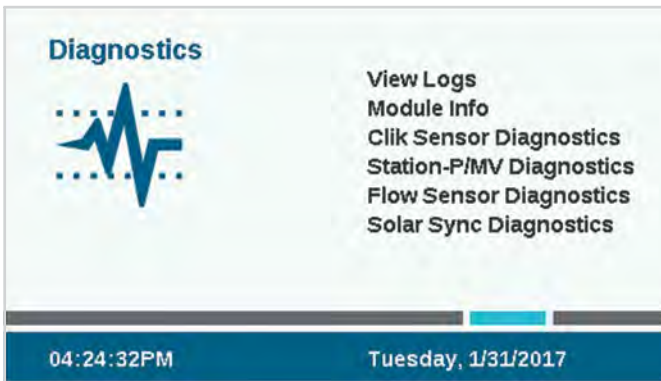 Diagnostics
View Logs
Module Info
Clik Sensor Diagnostics
Station-P/MV Diagnostics
Flow Sensor Diagnostics
Solar Sync Diagnostics
04:24:32PM
Tuesday, 1/31/2017